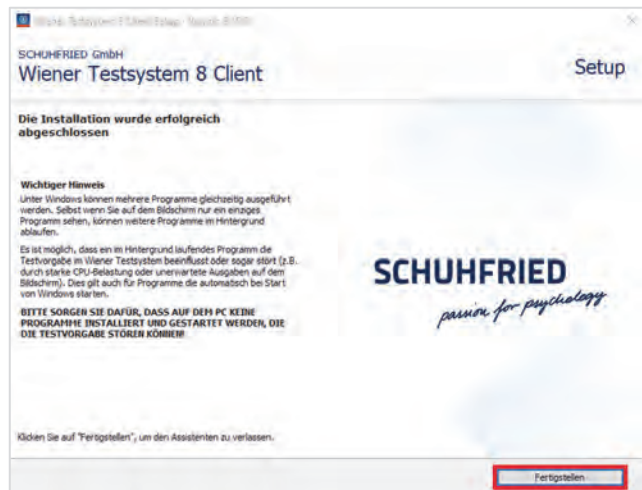 SCHUHFRIED GmbH
Wiener Testsystem 8 Client
Setup
Die Installation wurde erfolgreich
abgeschlossen
Wichtiger Hinweis
Unter Windows können mehrere Programme gleichzeitig ausgeführt
werden. Selbst wenn Sie auf dem Bildschirm nur ein einziges
Programm sehen, können weitere Programme im Hintergrund
ablaufen.
Es ist möglich, dass ein im Hintergrund laufendes Programm die
Testvorgabe im Wiener Testsystem beeinflusst oder sogar stört (z.B.
durch starke CPU-Belastung oder unerwartete Ausgaben auf dem
Bildschirm). Dies gilt auch für Programme die automatisch bei Start
von Windows starten.
BITTE SORGEN SIE DAFÜR, DASS AUF DEM PC KEINE
PROGRAMME INSTALLIERT UND GESTARTET WERDEN, DIE
DIE TESTVORGABE STÖREN KÖNNEN!
SCHUHFRIED
passion for psychology
Klicken Sie auf "Fertigstellen", um den Assistenten zu verlassen.
Fertigstellen